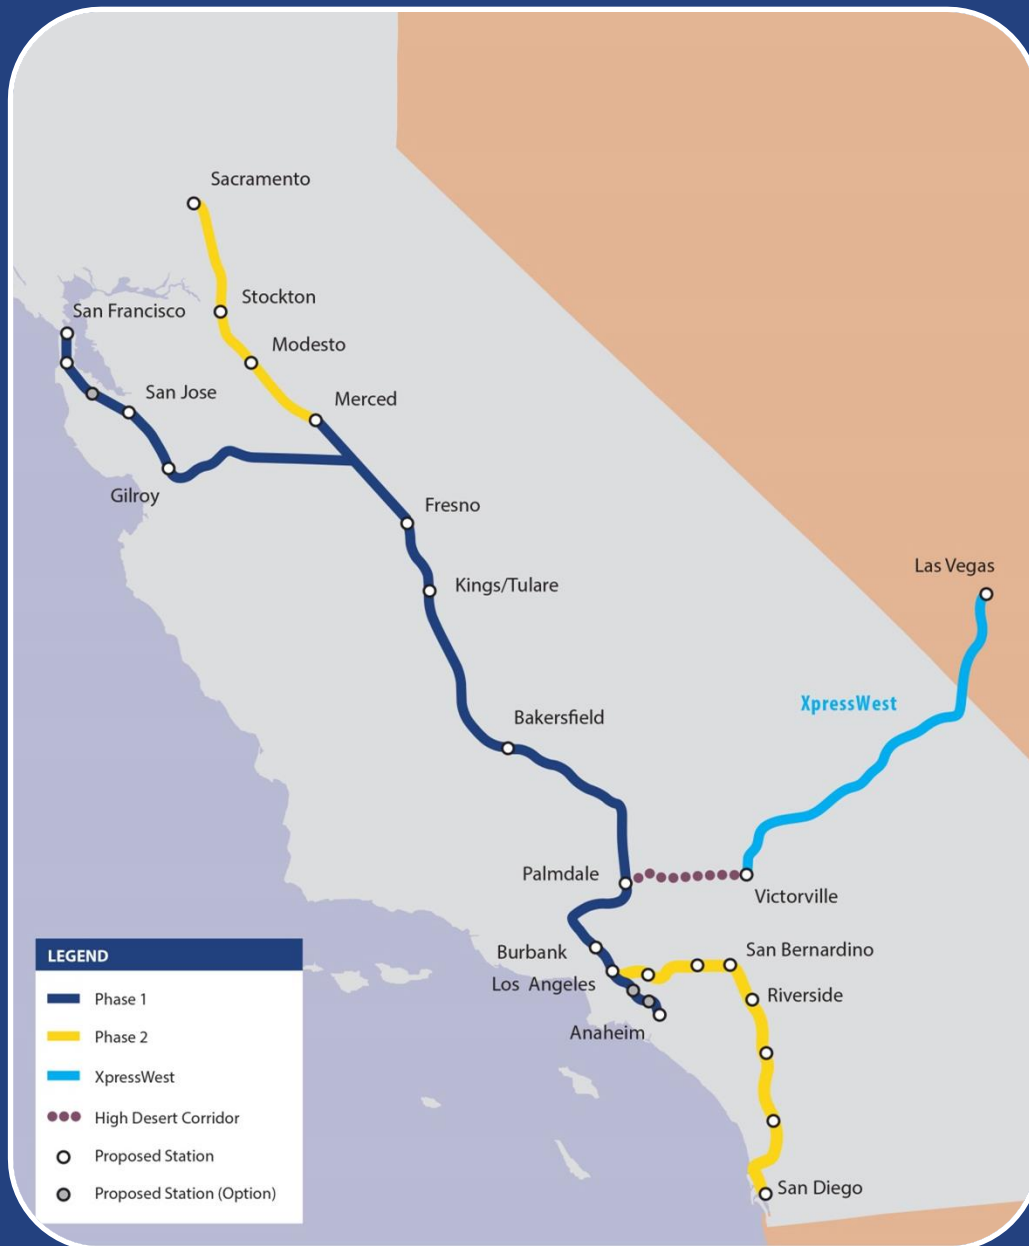 Sacramento
Stockton
San Francisco
Modesto
San Jose
Merced
Gilroy
Fresno
Las Vegas
Kings/Tulare
XpressWest
Bakersfield
Palmdale
Victorville
Burbank
San Bernardino
Los Angeles
Riverside
Anaheim
San Diego
LEGEND
Phase 1
Phase 2
XpressWest
High Desert Corridor
Proposed Station
Proposed Station (Option)